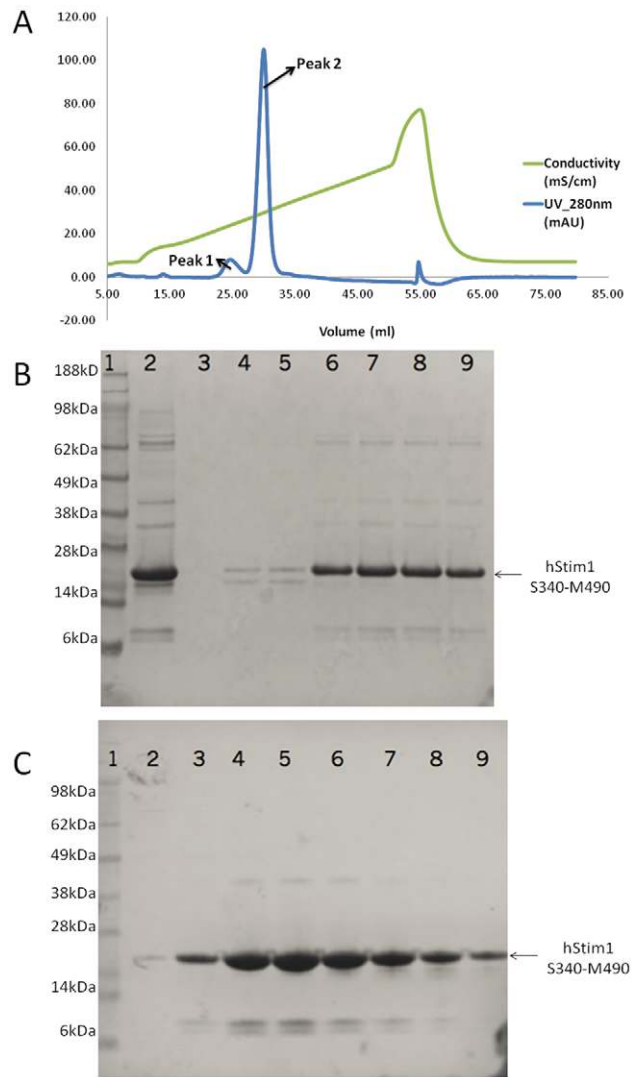 A
120.00
100.00
80.00
60.00
40.00
20.00
0.00
-20.00
Peak 2
Peak 1
Conductivity
(mS/cm)
UV_280nm
(mAU)
5.00 15.00 25.00 35.00 45.00 55.00 65.00 75.00 85.00
Volume (ml)
B
1 2 3 4 5 6 7 8 9
188kD
98kDa
62kDa
49kDa
38kDa
28kDa
14kDa
6kDa
hStim1
S340-M490
C
1 2 3 4 5 6 7 8 9
98kDa
62kDa
49kDa
38kDa
28kDa
14kDa
6kDa
hStim1
S340-M490